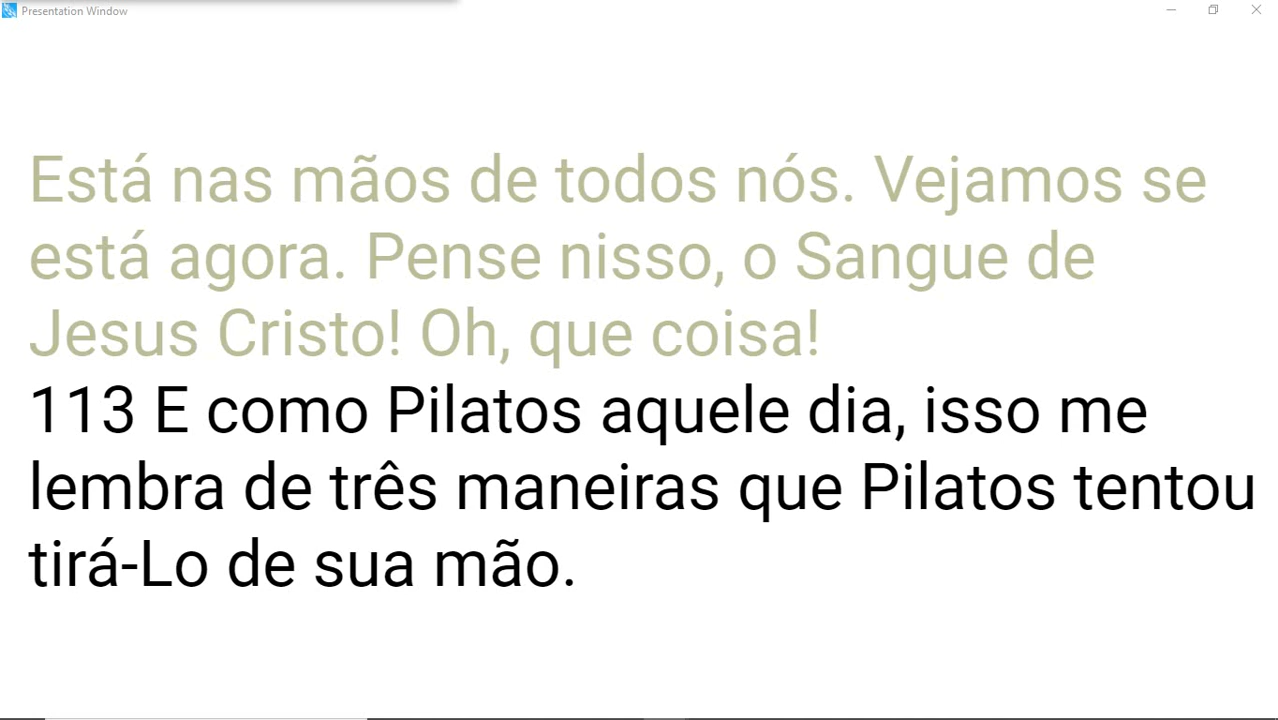 Presentation Window
Está nas mãos de todos nós. Vejamos se
está agora. Pense nisso, o Sangue de
Jesus Cristo! Oh, que coisa!
113 E como Pilatos aquele dia, isso me
lembra de três maneiras que Pilatos tentou
tirá-Lo de sua mão.